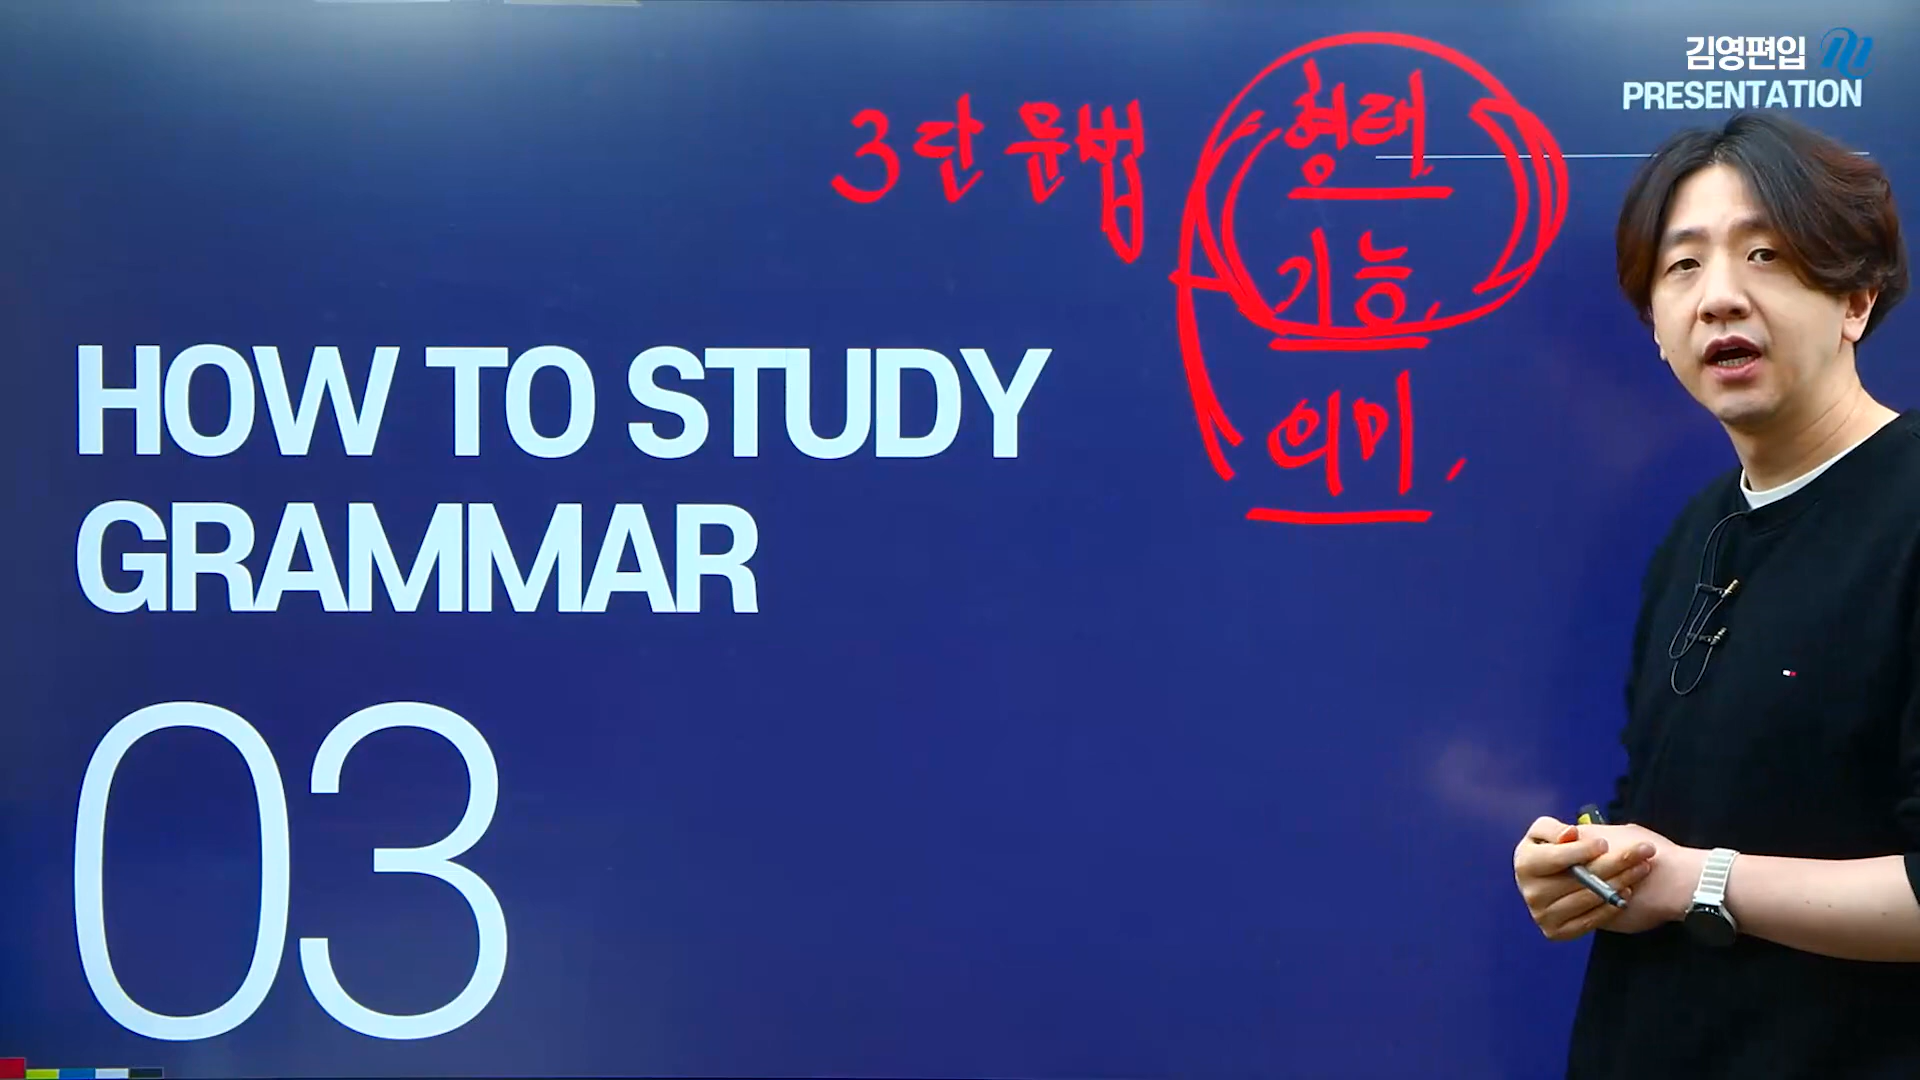 김영편입
PRESENTATION
3단 문법
형태
기능
의미
HOW TO STUDY
GRAMMAR
03